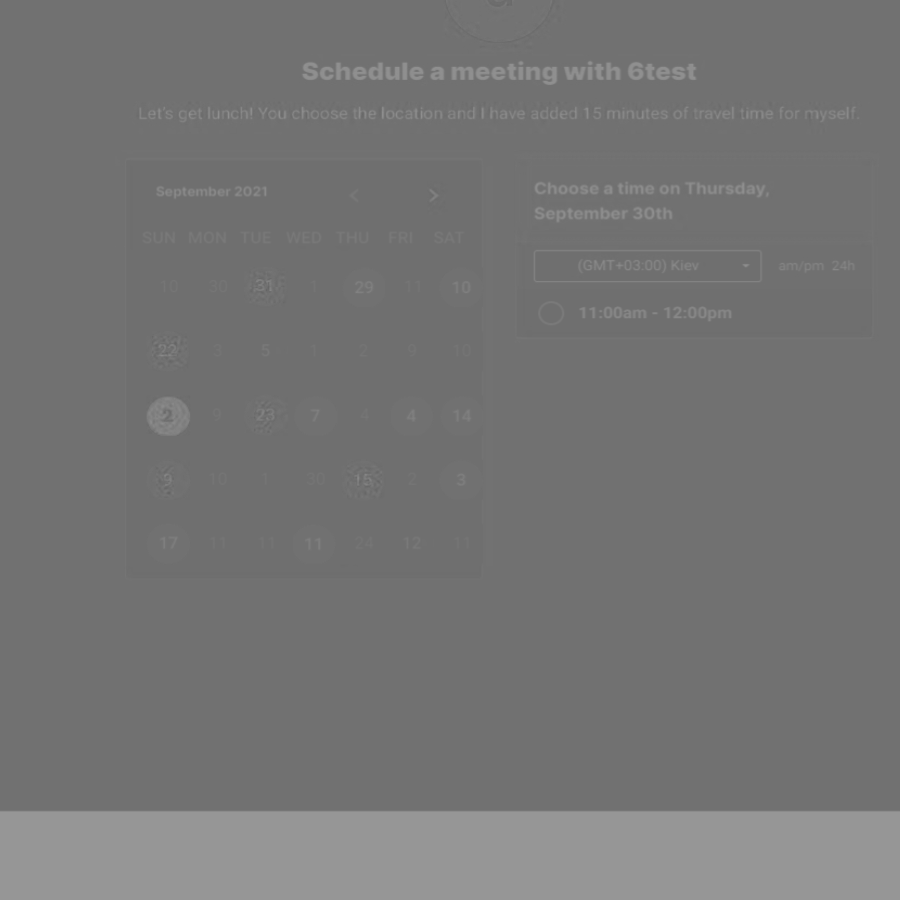 Schedule a meeting with 6test
Let's get lunch! You choose the location and I have added 15 minutes of travel time for myself.
September 2021
SUN MON TUE WED THU FRI SAT
10 30 31 1 29 11 10
22 3 5 1 2 9 10
2 9 23 7 4 4 14
9 10 1 30 15 2 3
17 11 11 11 24 12 11
Choose a time on Thursday,
September 30th
(GMT+03:00) Kiev am/pm 24h
11:00am - 12:00pm